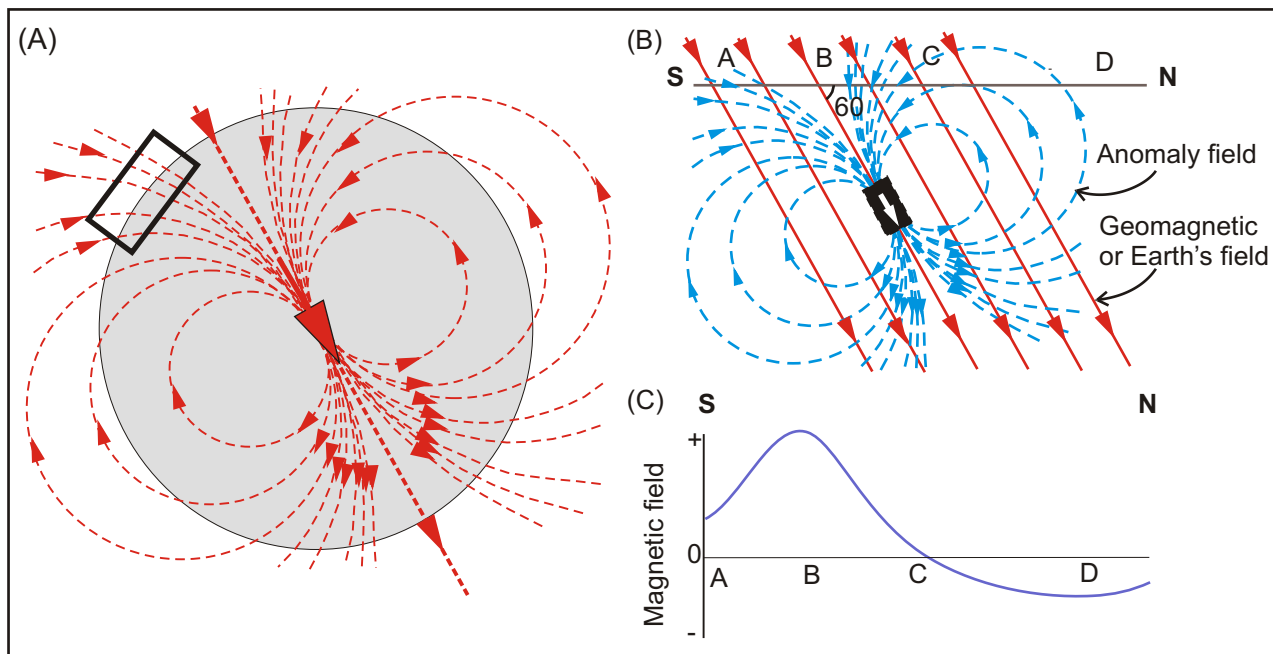 (A)
(B)
A
B
C
D
S
N
60
Anomaly field
Geomagnetic
or Earth's field
(C)
S
N
Magnetic field
+
0
-
A
B
C
D